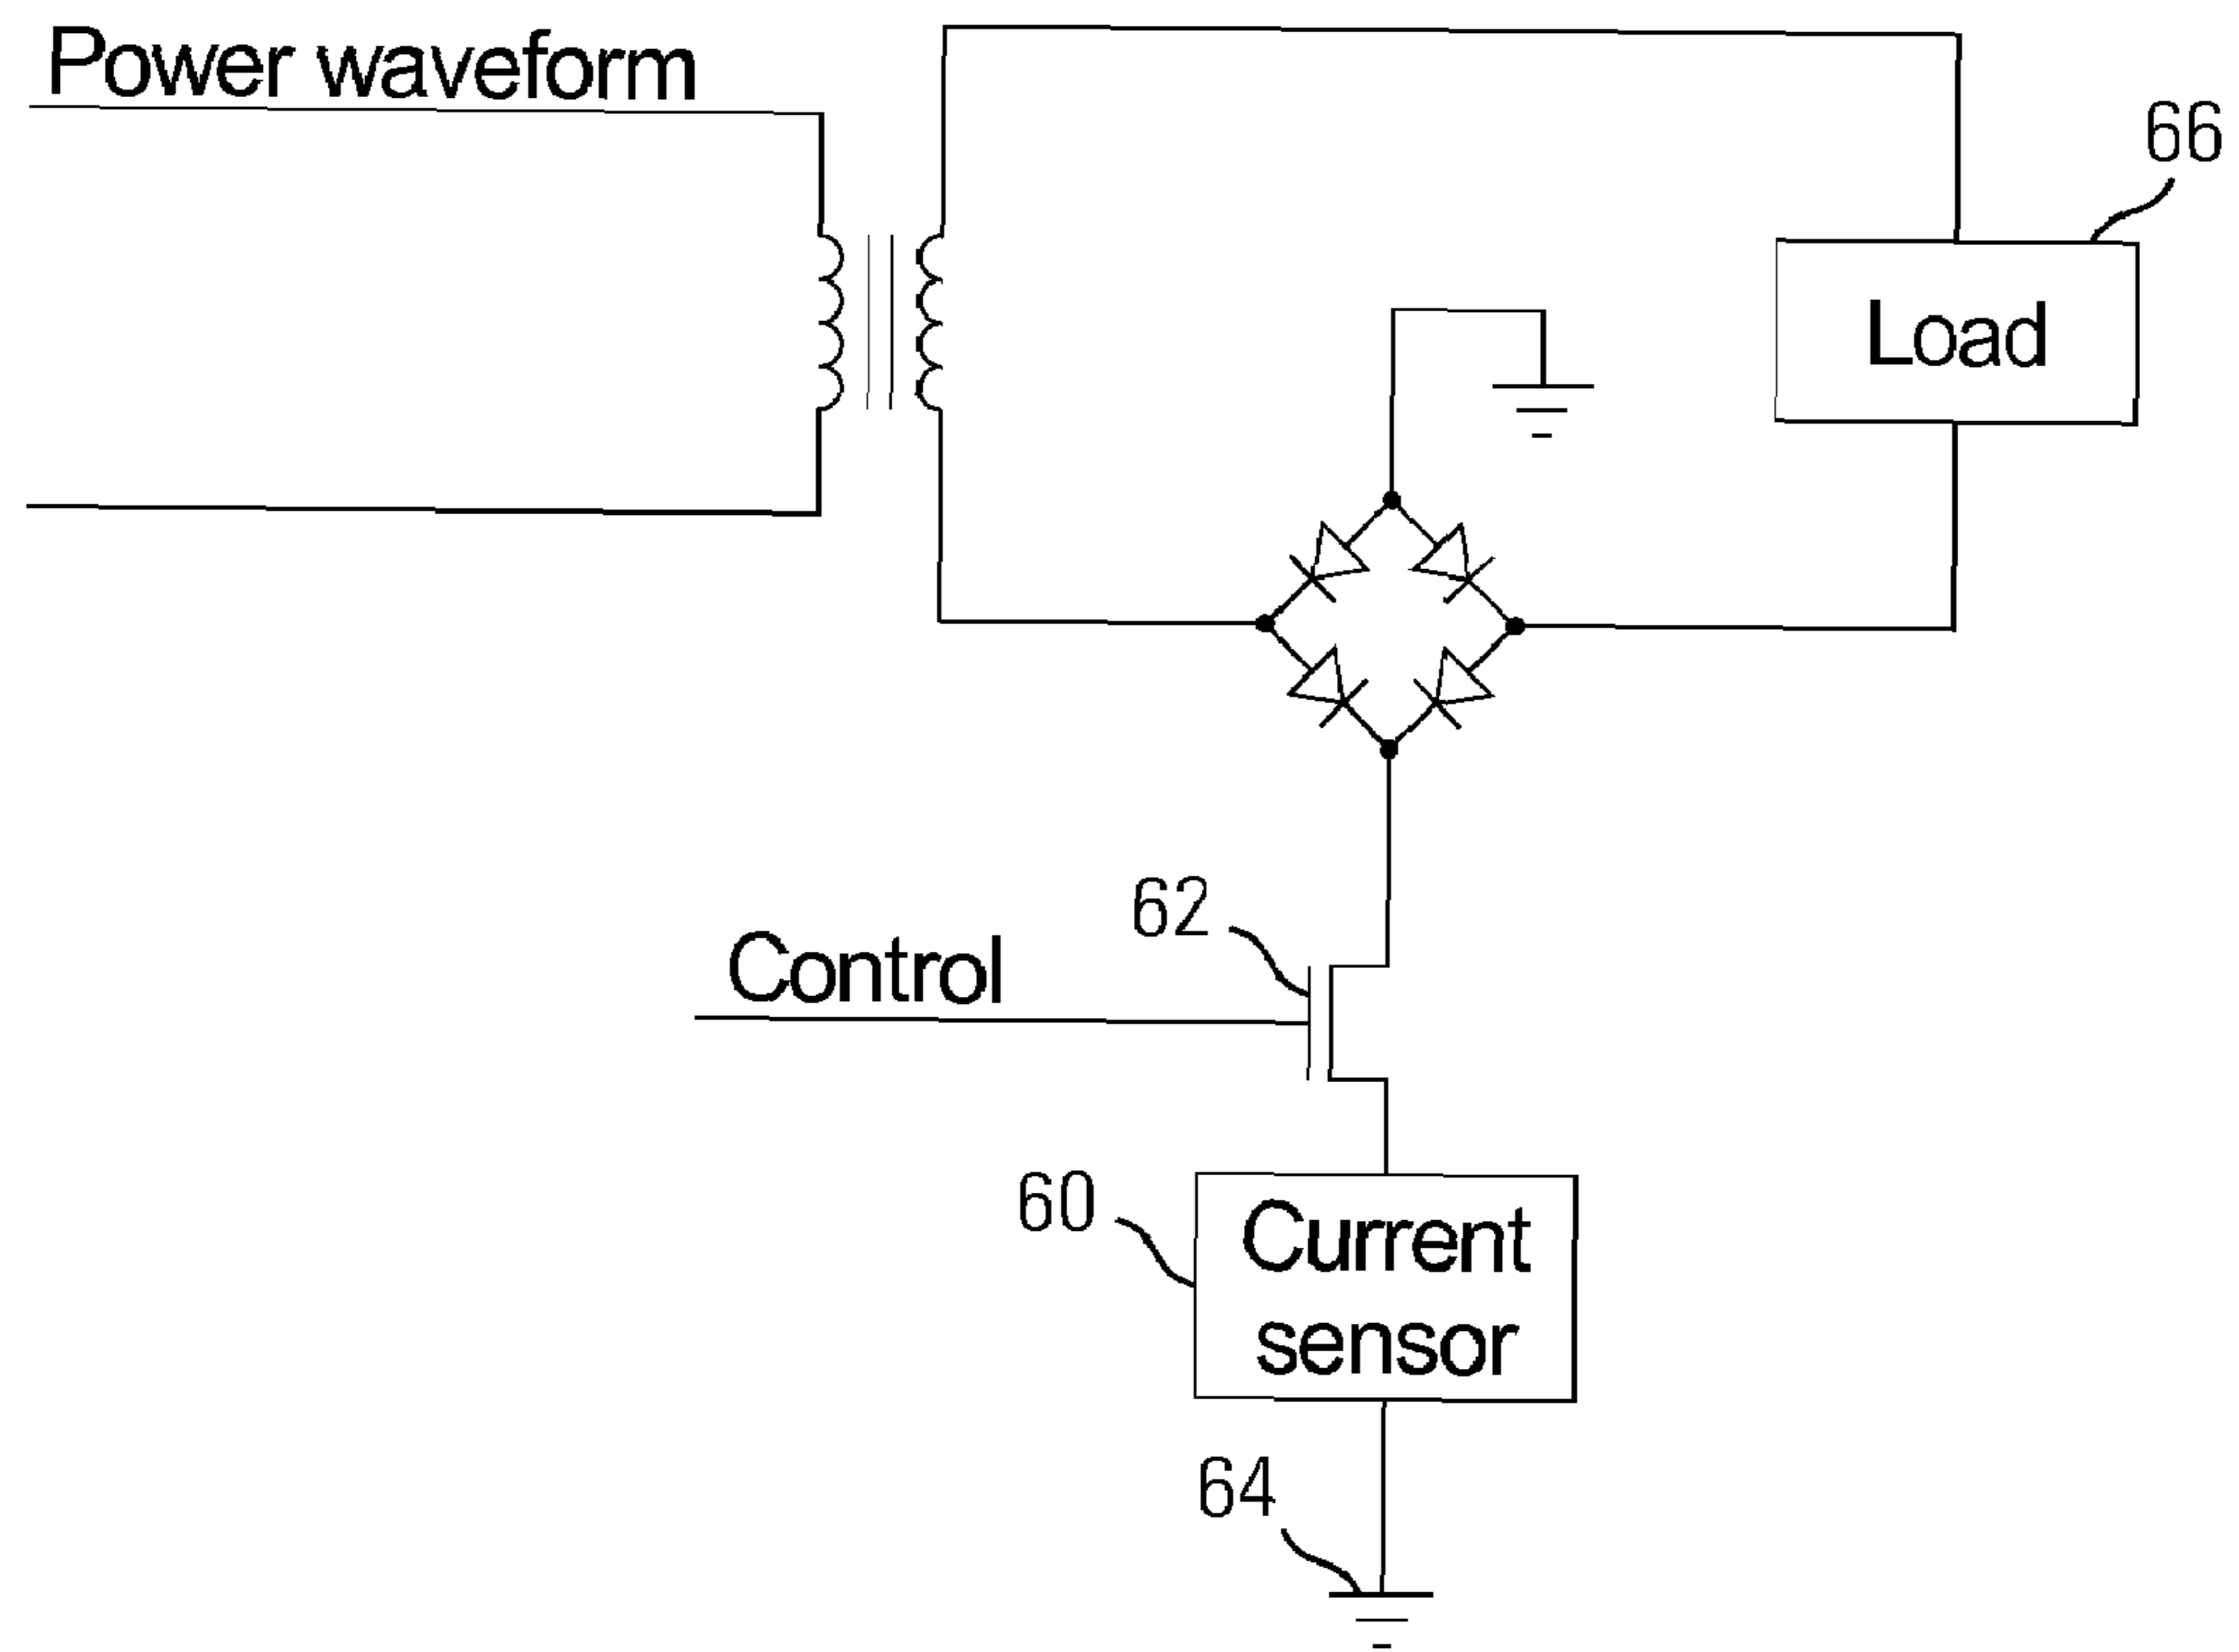 Power waveform
66
Load
62
Control
60
Current
sensor
64